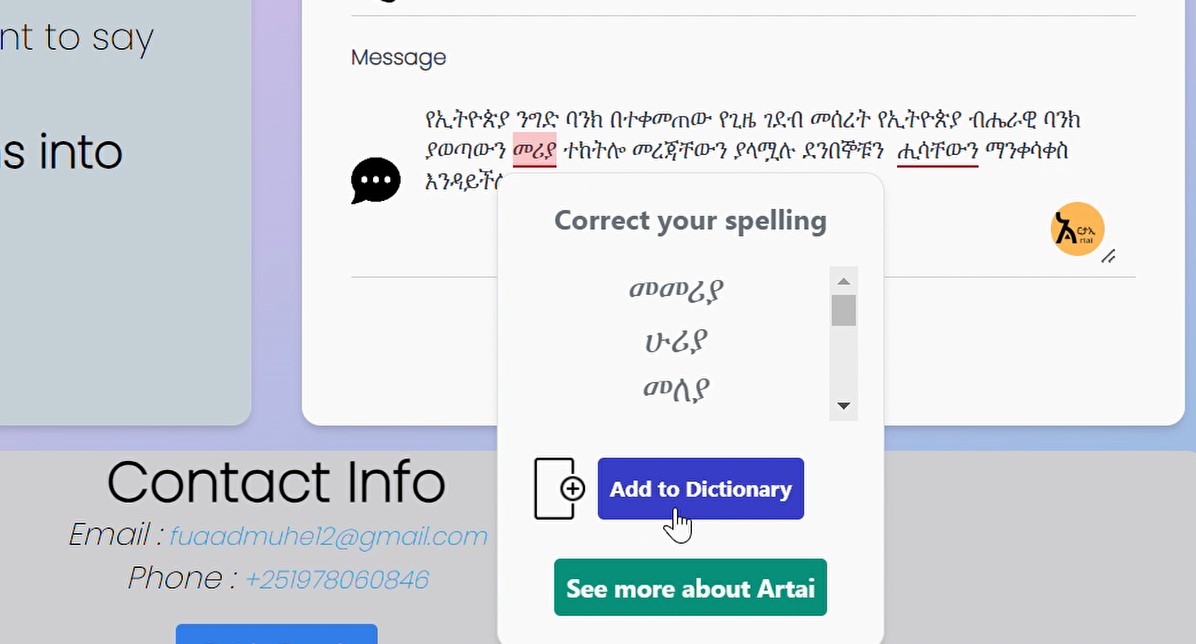 nt to say
s into
Message
የኢትዮጵያ ንግድ ባንክ በተቀመጠው የጊዜ ገደብ መሰረት የኢትዮጵያ ብሔራዊ ባንክ
ያወጣውን መሪያ ተከትሎ መረጃቸውን ያላሟሉ ደንበኞቹን ሒሳቸውን ማንቀሳቀስ
እንዳይችሉ
አርታኢ
Artai
Correct your spelling
መመሪያ
ሁሪያ
መለያ
Add to Dictionary
See more about Artai
Contact Info
Email : fuaadmuhe12@gmail.com
Phone : +251978060846